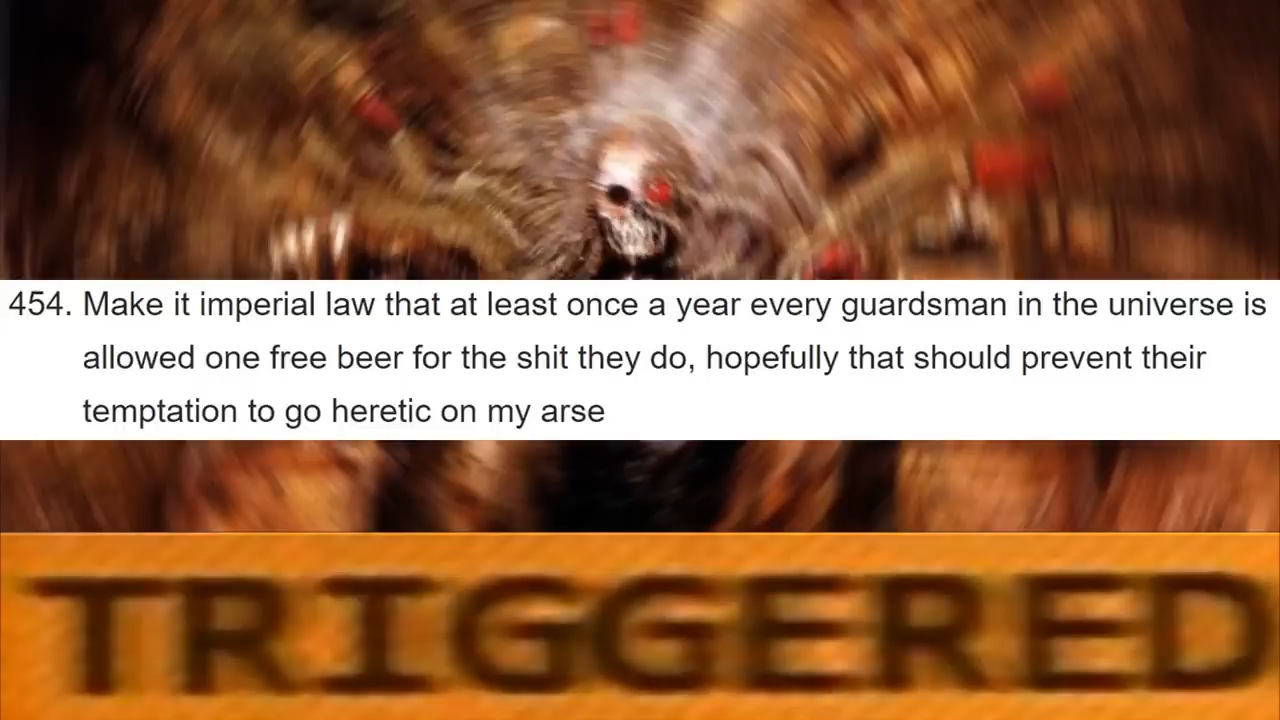 454. Make it imperial law that at least once a year every guardsman in the universe is
allowed one free beer for the shit they do, hopefully that should prevent their
temptation to go heretic on my arse
TRIGGERED